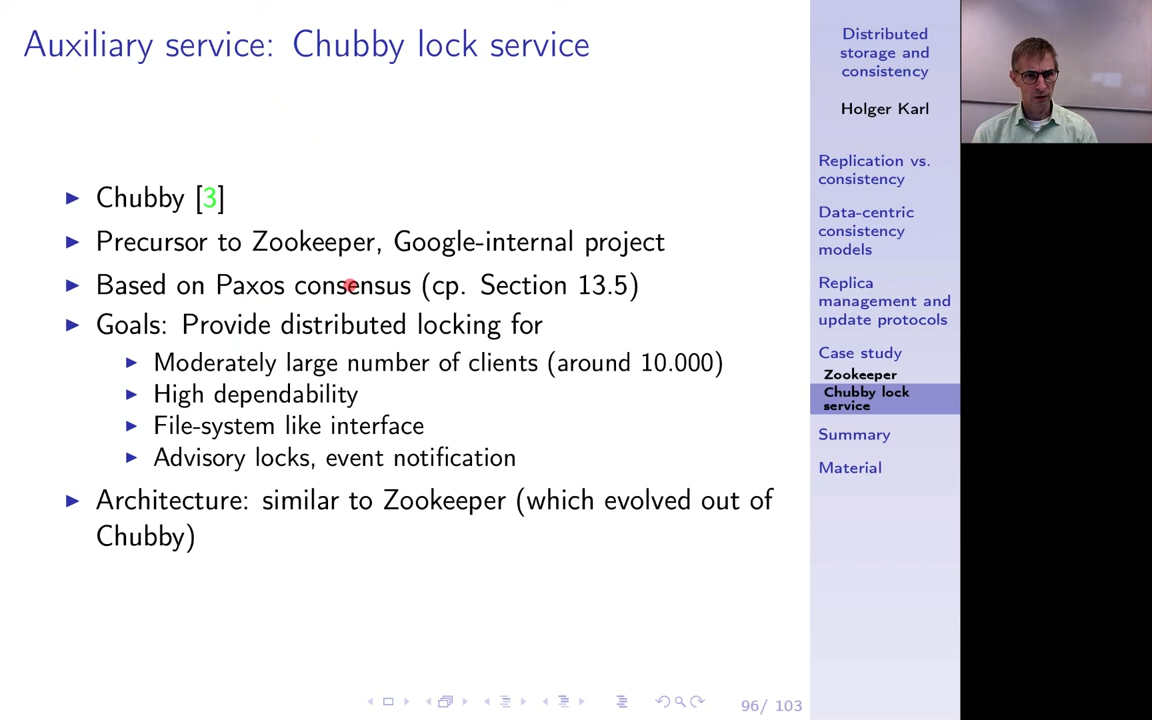 Auxiliary service: Chubby lock service
Chubby [3]
Precursor to Zookeeper, Google-internal project
Based on Paxos consensus (cp. Section 13.5)
Goals: Provide distributed locking for
Moderately large number of clients (around 10.000)
High dependability
File-system like interface
Advisory locks, event notification
Architecture: similar to Zookeeper (which evolved out of
Chubby)
96/ 103
Distributed
storage and
consistency
Holger Karl
Replication vs.
consistency
Data-centric
consistency
models
Replica
management and
update protocols
Case study
Zookeeper
Chubby lock
service
Summary
Material